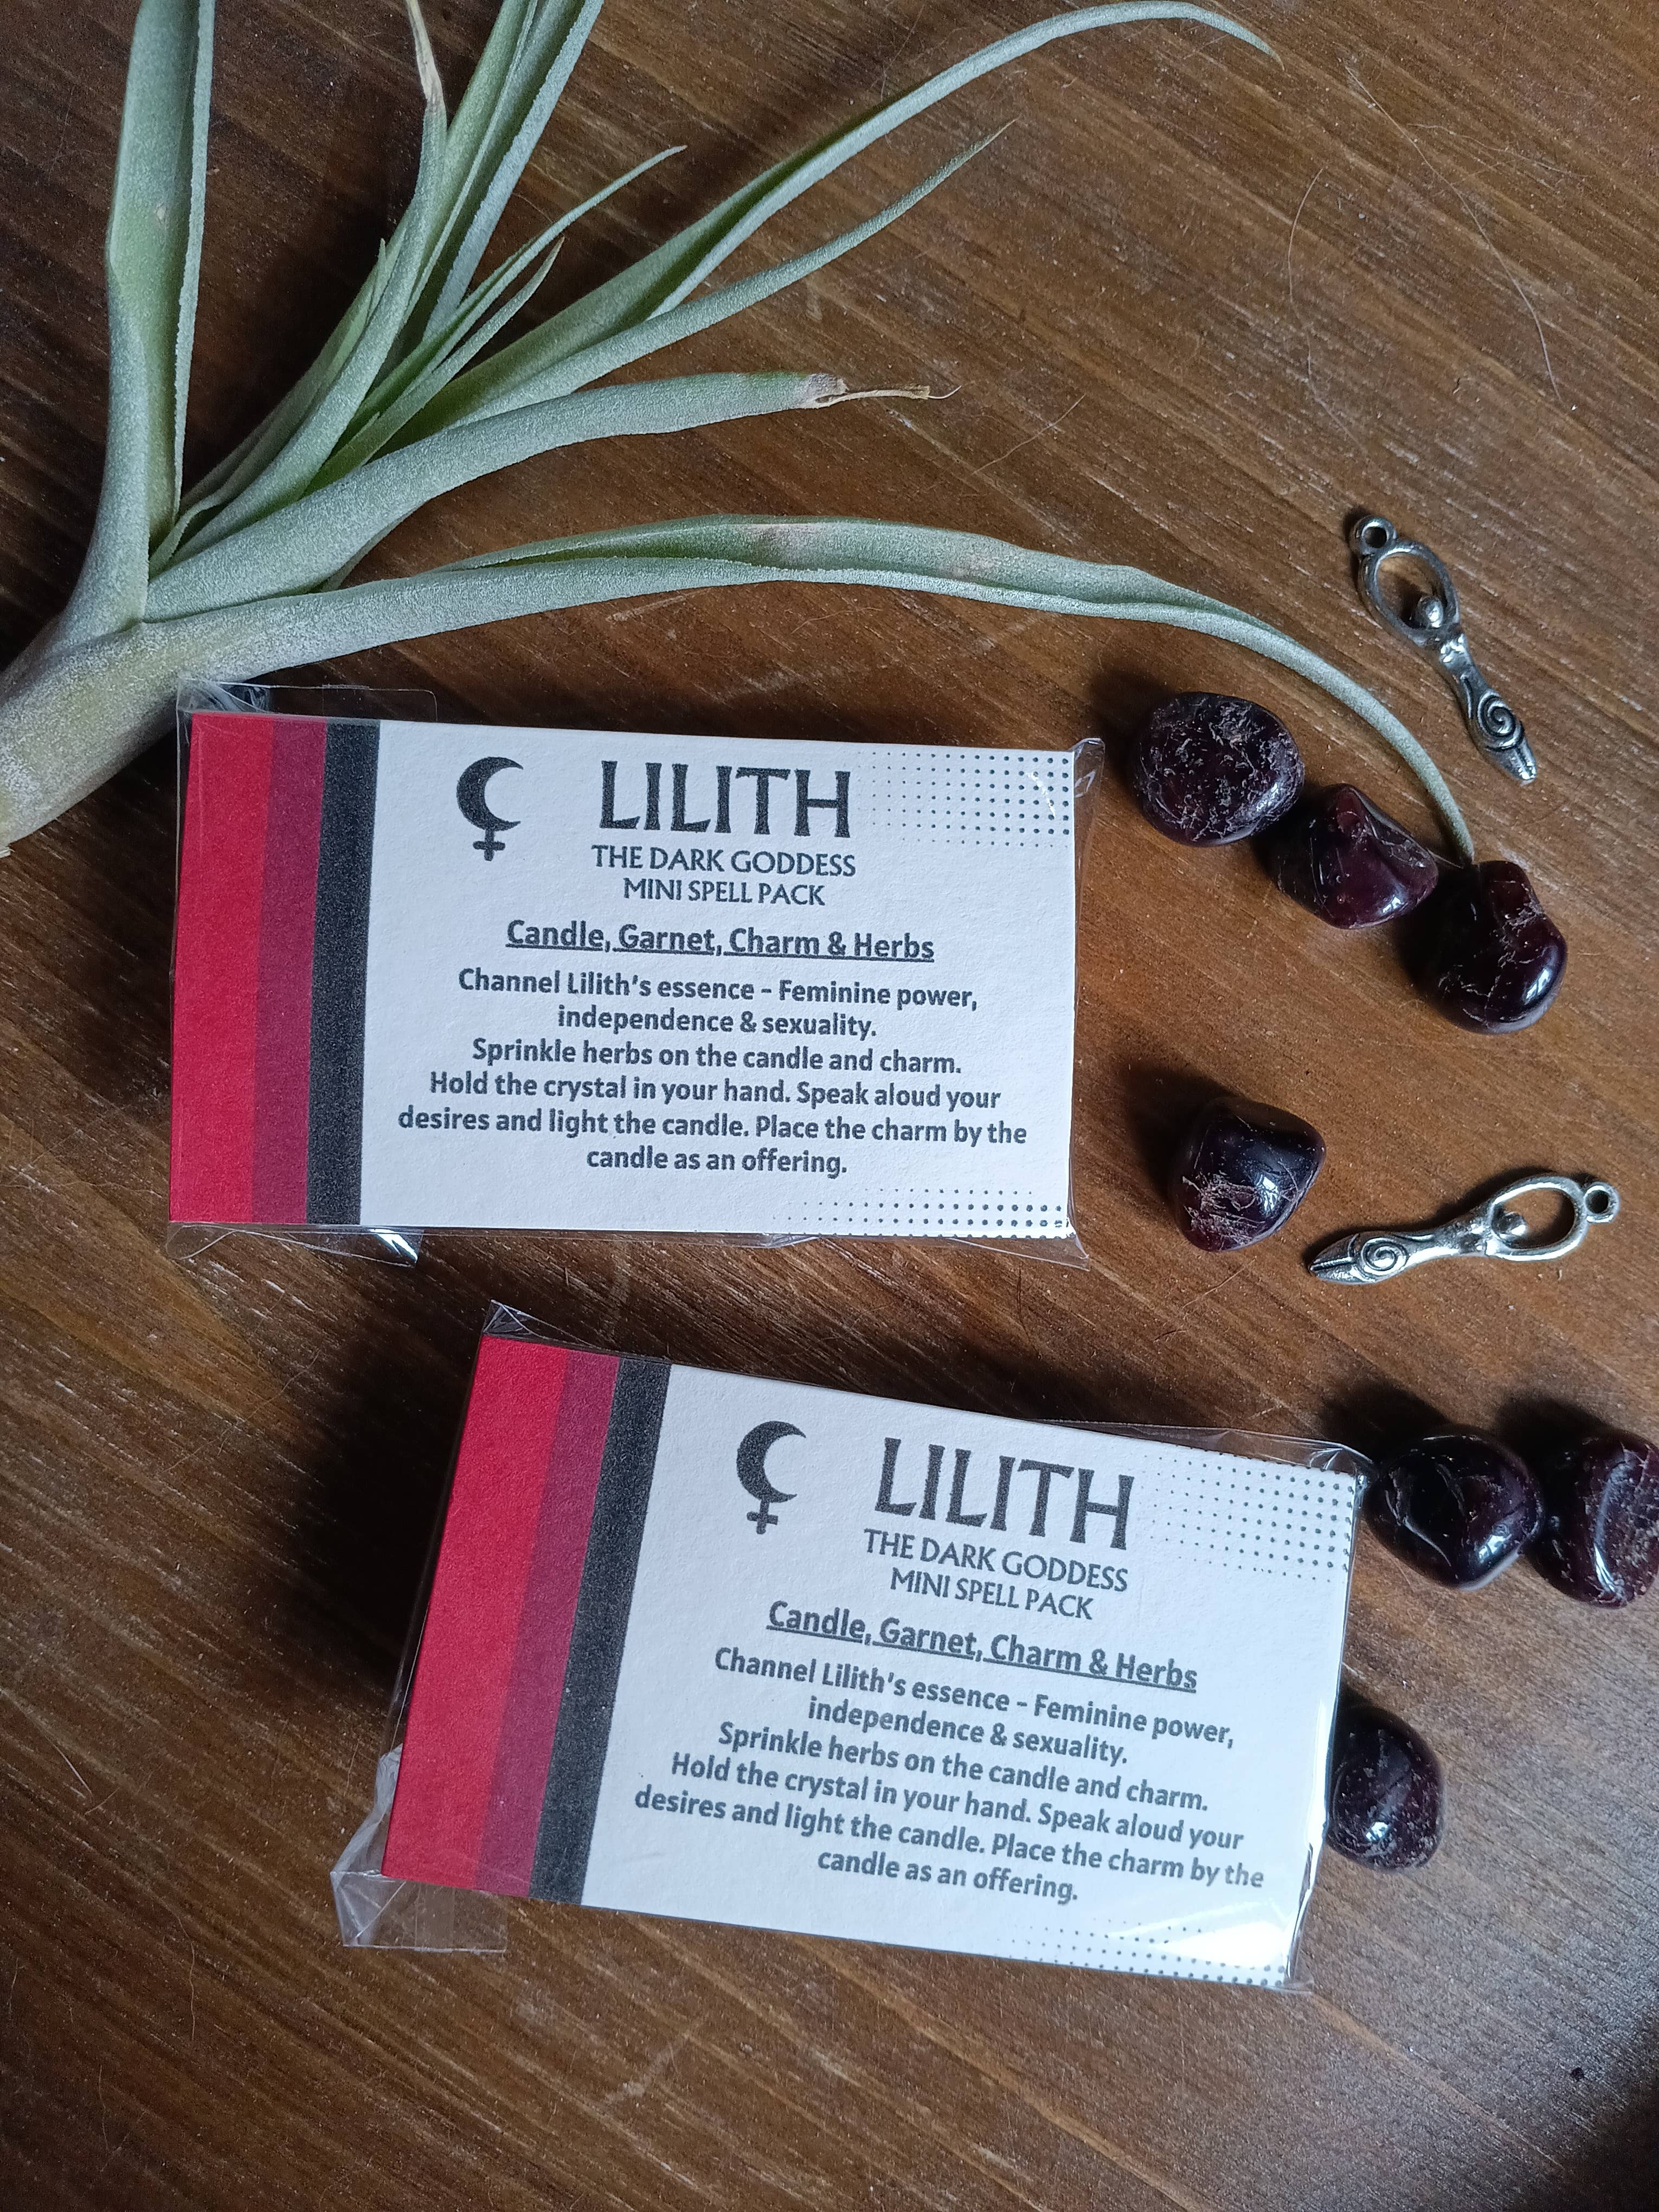 LILITH
THE DARK GODDESS
MINI SPELL PACK
Candle, Garnet, Charm & Herbs
Channel Lilith's essence - Feminine power,
independence & sexuality.
Sprinkle herbs on the candle and charm.
Hold the crystal in your hand. Speak aloud your
desires and light the candle. Place the charm by the
candle as an offering.
LILITH
THE DARK GODDESS
MINI SPELL PACK
Candle, Garnet, Charm & Herbs
Channel Lilith's essence - Feminine power,
independence & sexuality.
Sprinkle herbs on the candle and charm.
Hold the crystal in your hand. Speak aloud your
desires and light the candle. Place the charm by the
candle as an offering.